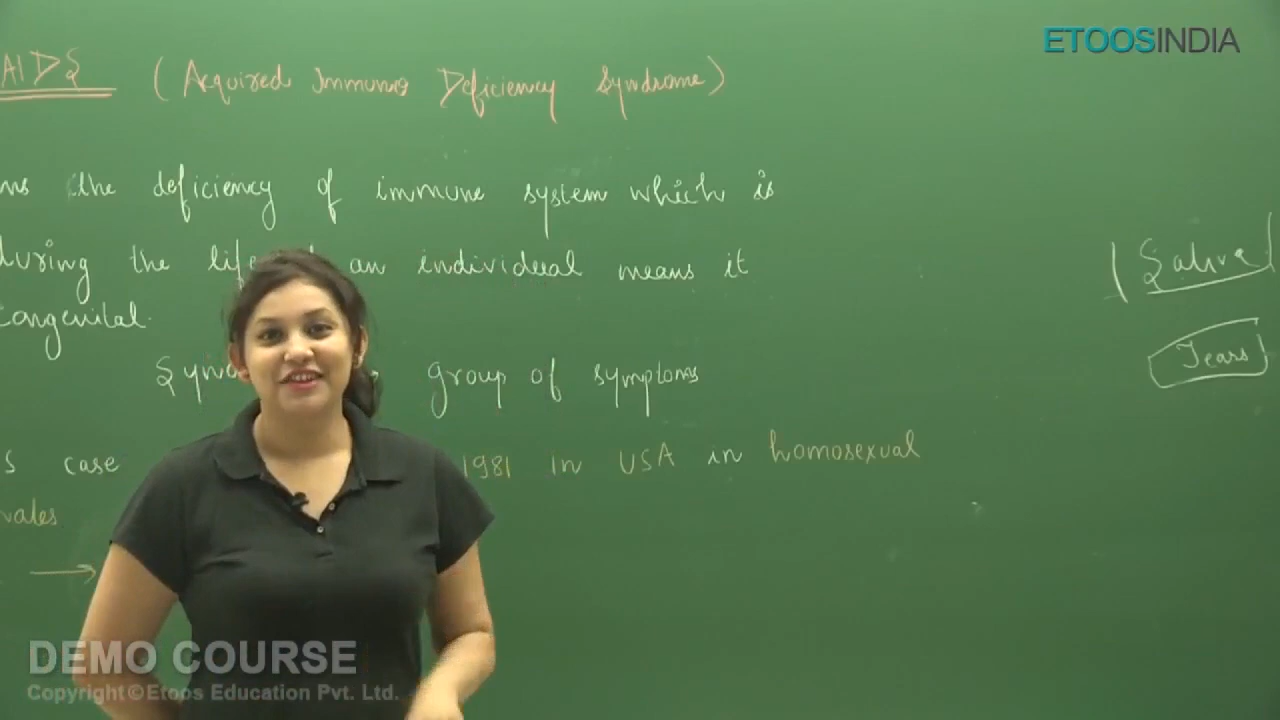 ETOOSINDIA
AIDS (Acquired Immuno Deficiency Syndrome)
the deficiency of immune system which is
during the an individual means it
congenital.
group of symptoms
case 1981 in USA in homosexual
→
Saliva
Tears
DEMO COURSE
Copyright©Etoos Education Pvt. Ltd.